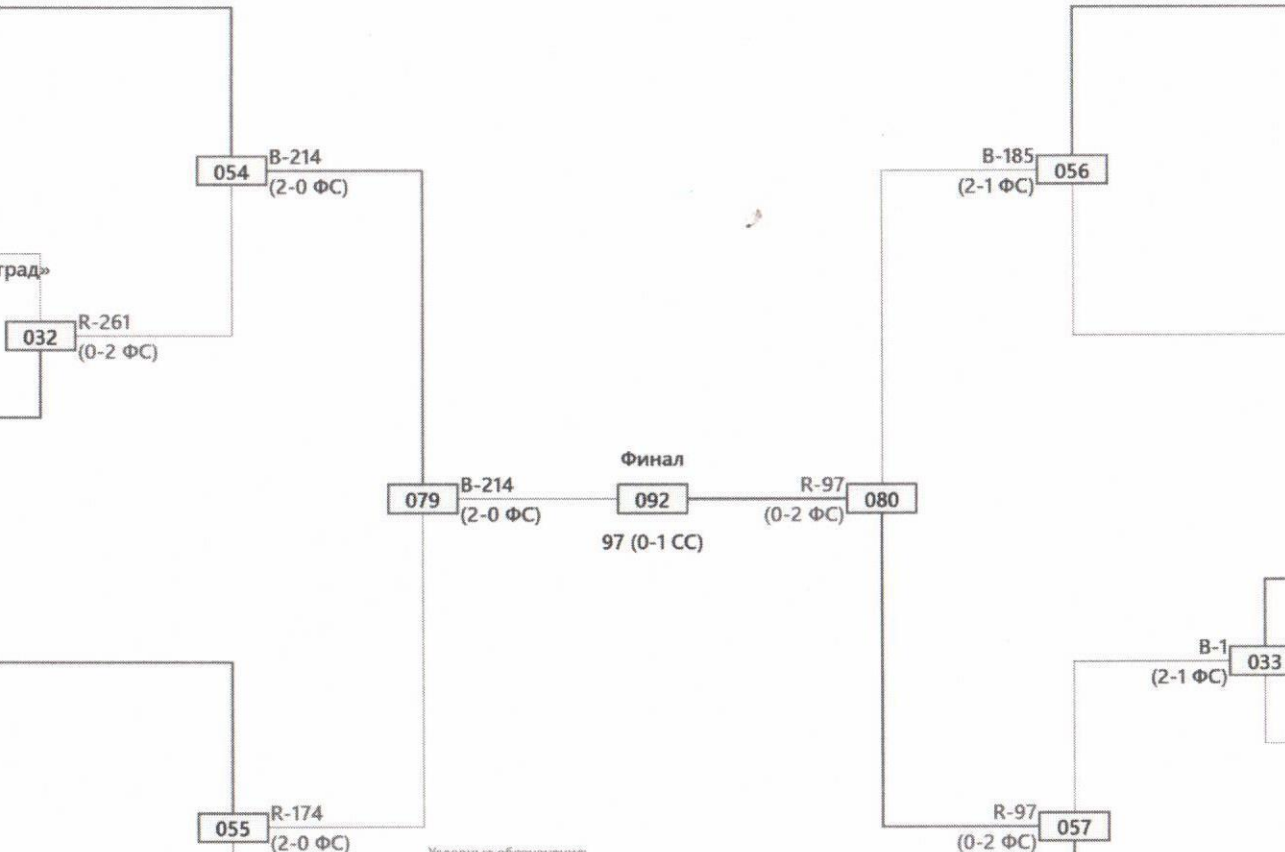 B-214
054
(2-0 ФС)
B-185
056
(2-1 ФС)
град»
R-261
032
(0-2 ФС)
Финал
B-214
079
(2-0 ФС)
092
R-97
080
(0-2 ФС)
97 (0-1 СС)
B-1
033
(2-1 ФС)
R-174
055
(2-0 ФС)
R-97
057
(0-2 ФС)